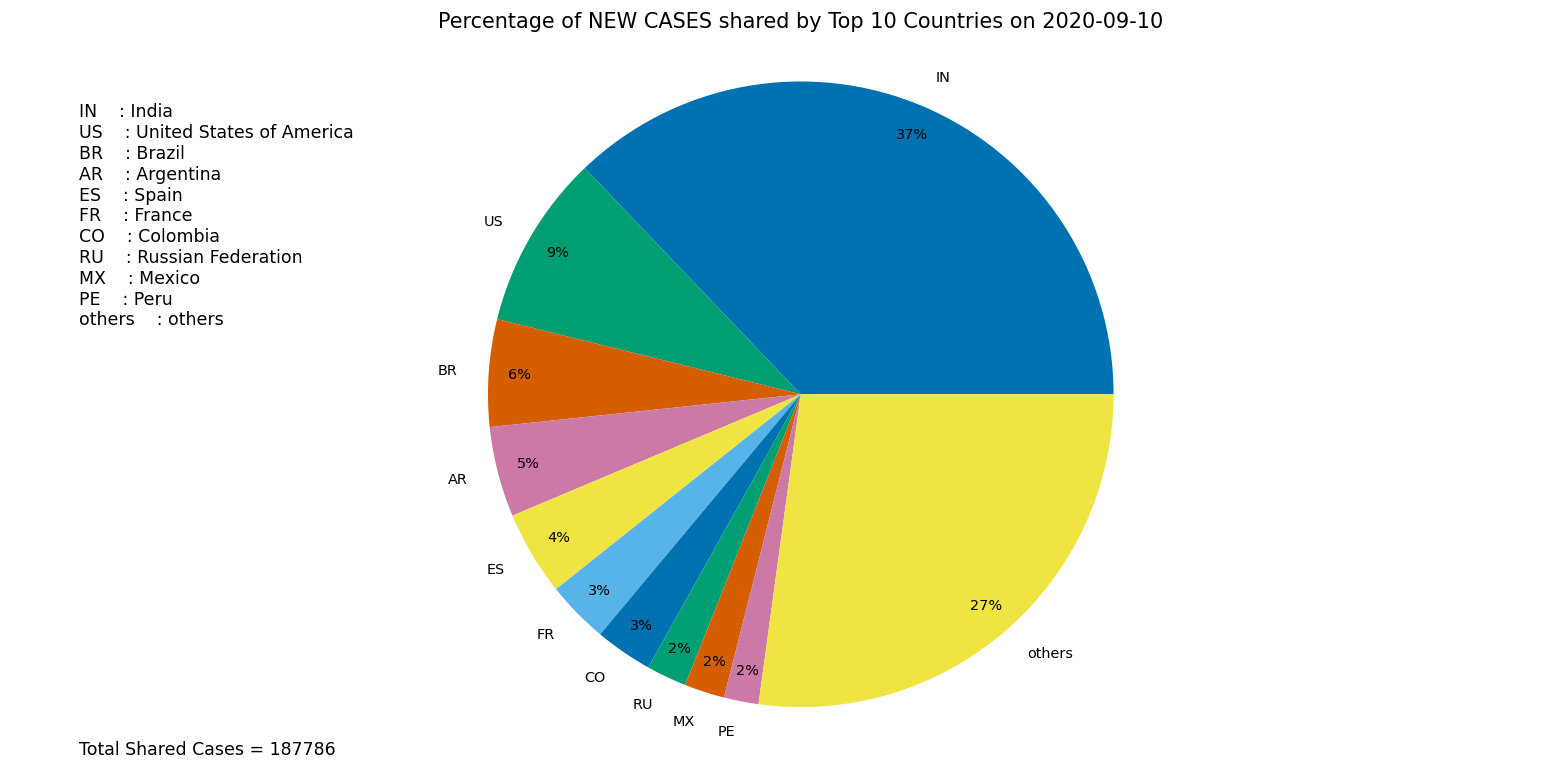 Percentage of NEW CASES shared by Top 10 Countries on 2020-09-10
IN    : India
US    : United States of America
BR    : Brazil
AR    : Argentina
ES    : Spain
FR    : France
CO    : Colombia
RU    : Russian Federation
MX    : Mexico
PE    : Peru
others    : others
IN
37%
US
9%
BR
6%
AR
5%
ES
4%
FR
3%
CO
3%
RU
2%
MX
2%
PE
2%
others
27%
Total Shared Cases = 187786